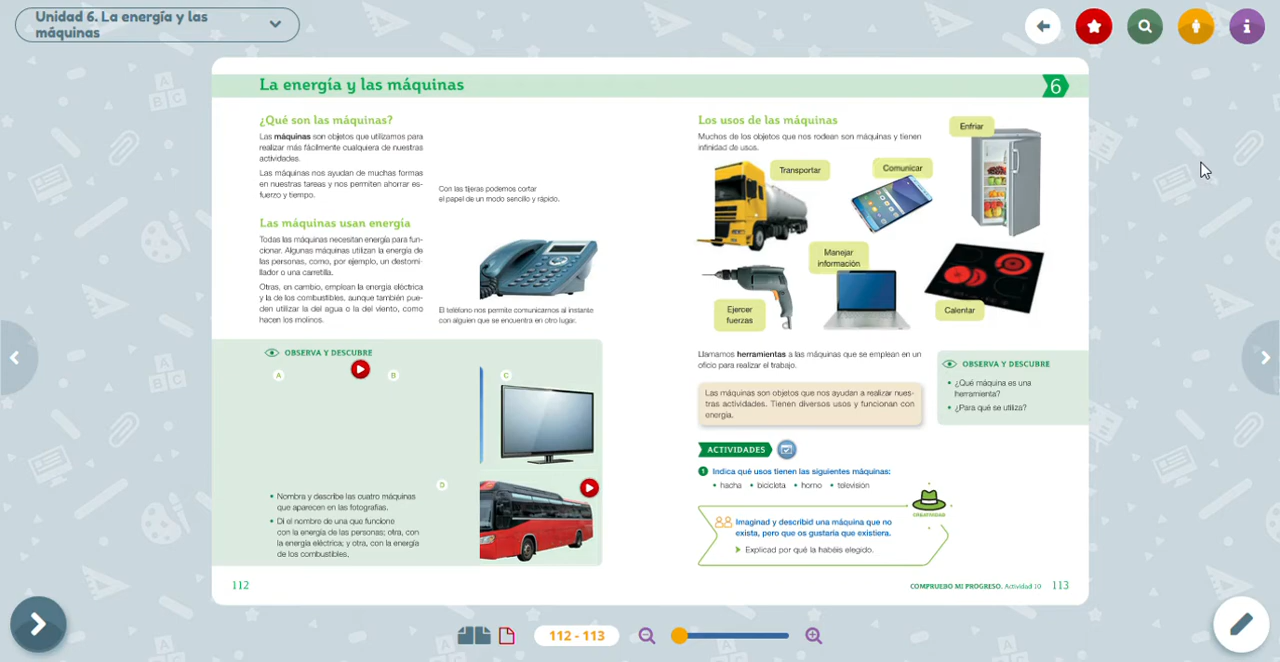 Unidad 6. La energía y las
máquinas
La energía y las máquinas
6
¿Qué son las máquinas?
Las máquinas son objetos que utilizamos para
realizar más fácilmente cualquiera de nuestras
actividades.
Las máquinas nos ayudan de muchas formas
en nuestras tareas y nos permiten ahorrar es-
fuerzo y tiempo.
Con las tijeras podemos cortar
el papel de un modo sencillo y rápido.
Las máquinas usan energía
Todas las máquinas necesitan energía para fun-
cionar. Algunas máquinas utilizan la energía de
las personas, como, por ejemplo, un destorni-
llador o una carretilla.
Otras, en cambio, emplean la energía eléctrica
y la de los combustibles, aunque también pue-
den utilizar la del agua o la del viento, como
hacen los molinos.
El teléfono nos permite comunicarnos al instante
con alguien que se encuentra en otro lugar.
OBSERVA Y DESCUBRE
A
B
C
D
• Nombra y describe las cuatro máquinas
que aparecen en las fotografías.
• Di el nombre de una que funcione
con la energía de las personas; otra, con
la energía eléctrica; y otra, con la energía
de los combustibles.
112
Los usos de las máquinas
Muchos de los objetos que nos rodean son máquinas y tienen
infinidad de usos.
Enfriar
Transportar
Comunicar
Manejar
información
Ejercer
fuerzas
Calentar
Llamamos herramientas a las máquinas que se emplean en un
oficio para realizar el trabajo.
Las máquinas son objetos que nos ayudan a realizar nues-
tras actividades. Tienen diversos usos y funcionan con
energía.
OBSERVA Y DESCUBRE
• ¿Qué máquina es una
herramienta?
• ¿Para qué se utiliza?
ACTIVIDADES
1 Indica qué usos tienen las siguientes máquinas:
• hacha • bicicleta • horno • televisión
CREATIVIDAD
Imaginad y describid una máquina que no
exista, pero que os gustaría que existiera.
Explicad por qué la habéis elegido.
COMPRUEBO MI PROGRESO. Actividad 10 113
112 - 113